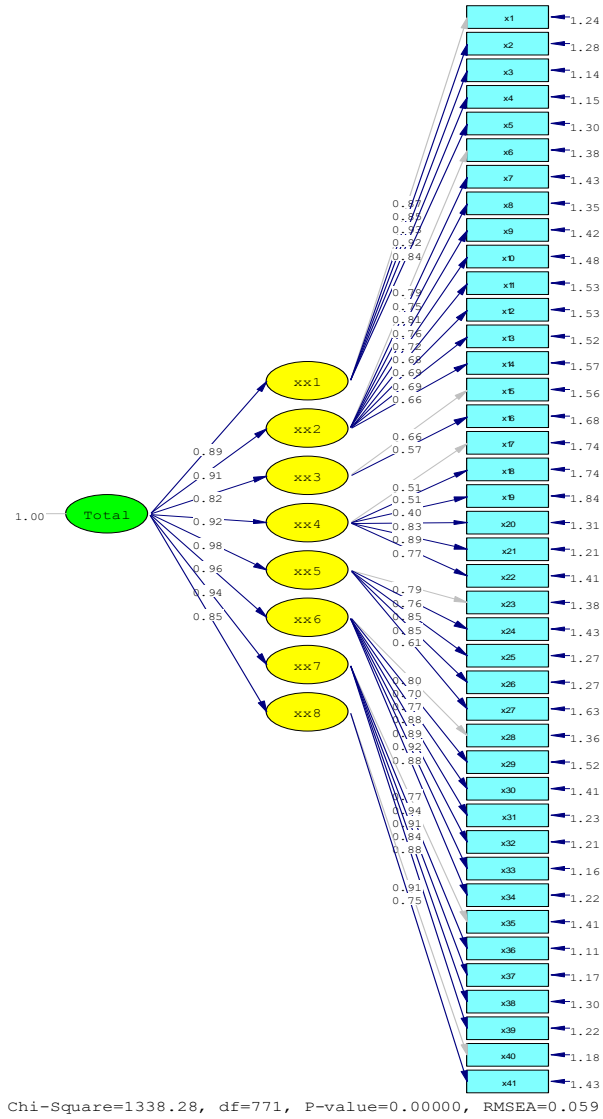 1.00
Total
0.89
0.91
0.82
0.92
0.98
0.96
0.94
0.85
xx1
xx2
xx3
xx4
xx5
xx6
xx7
xx8
0.87
0.85
0.93
0.92
0.84
0.79
0.75
0.81
0.76
0.72
0.68
0.69
0.69
0.66
0.66
0.57
0.51
0.51
0.40
0.83
0.89
0.77
0.79
0.76
0.85
0.85
0.61
0.80
0.70
0.77
0.88
0.89
0.92
0.88
0.77
0.94
0.91
0.84
0.88
0.91
0.75
x1 1.24
x2 1.28
x3 1.14
x4 1.15
x5 1.30
x6 1.38
x7 1.43
x8 1.35
x9 1.42
x10 1.48
x11 1.53
x12 1.53
x13 1.52
x14 1.57
x15 1.56
x16 1.68
x17 1.74
x18 1.74
x19 1.84
x20 1.31
x21 1.21
x22 1.41
x23 1.38
x24 1.43
x25 1.27
x26 1.27
x27 1.63
x28 1.36
x29 1.52
x30 1.41
x31 1.23
x32 1.21
x33 1.16
x34 1.22
x35 1.41
x36 1.11
x37 1.17
x38 1.30
x39 1.22
x40 1.18
x41 1.43
Chi-Square=1338.28, df=771, P-value=0.00000, RMSEA=0.059